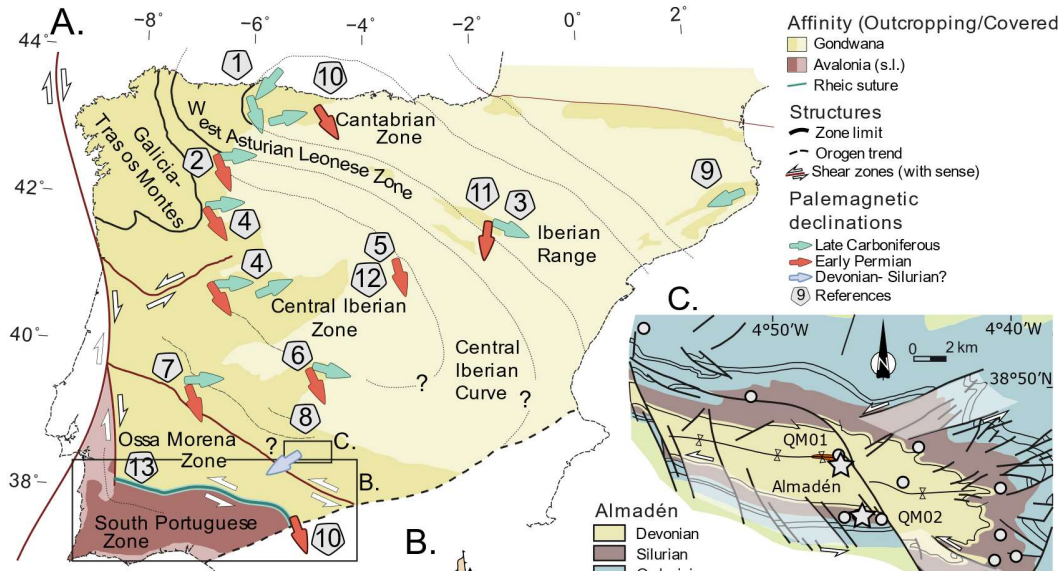 A.
−8˚
−6˚
−4˚
−2˚
0˚
2˚
44˚
42˚
40˚
38˚
1
10
Cantabrian
Zone
West Asturian Leonese Zone
Galicia-
Tras os Montes
2
4
4
5
12
11
3
9
Iberian
Range
Central Iberian
Zone
Central
Iberian
Curve
?
?
6
7
8
?
C.
B.
Ossa Morena
Zone
13
South Portuguese
Zone
10
B.
Affinity (Outcropping/Covered
Gondwana
Avalonia (s.l.)
Rheic suture
Structures
Zone limit
Orogen trend
Shear zones (with sense)
Palemagnetic
declinations
Late Carboniferous
Early Permian
Devonian- Silurian?
9 References
C.
4°50'W
4°40'W
N
0 2 km
38°50'N
QM01
Almadén
QM02
Almadén
Devonian
Silurian